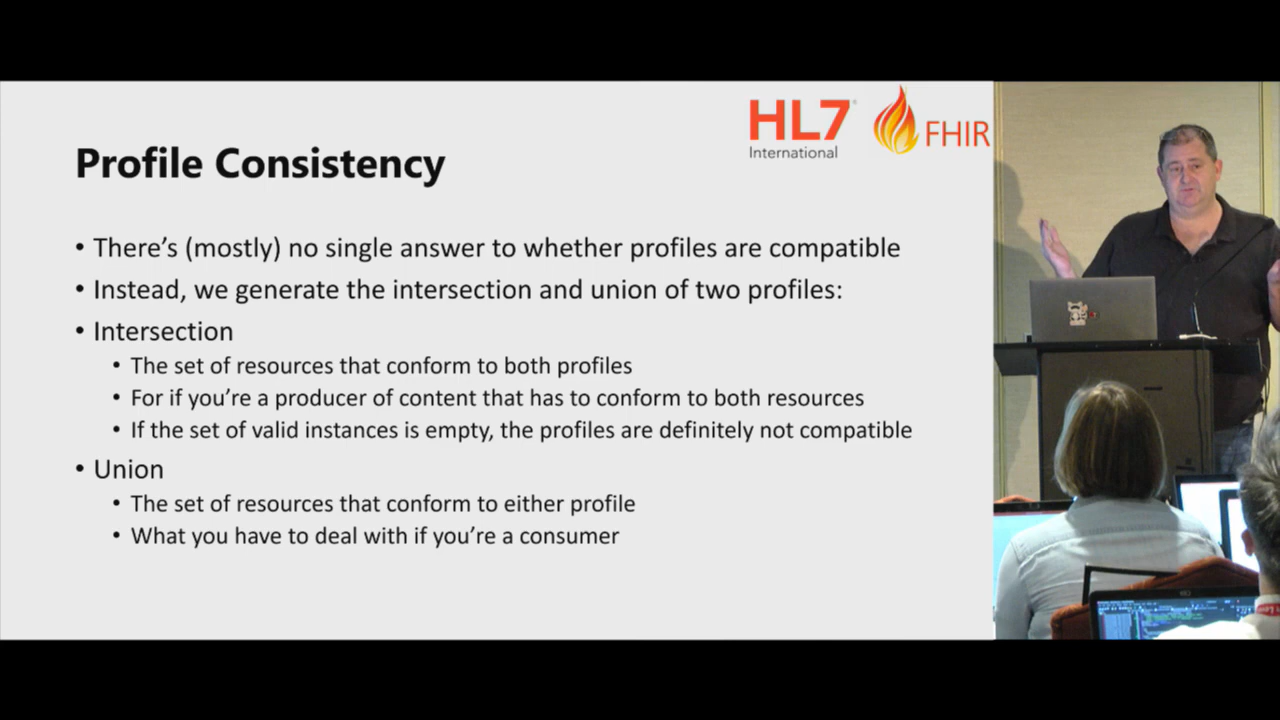 HL7®
International
FHIR
Profile Consistency
• There’s (mostly) no single answer to whether profiles are compatible
• Instead, we generate the intersection and union of two profiles:
• Intersection
• The set of resources that conform to both profiles
• For if you’re a producer of content that has to conform to both resources
• If the set of valid instances is empty, the profiles are definitely not compatible
• Union
• The set of resources that conform to either profile
• What you have to deal with if you’re a consumer